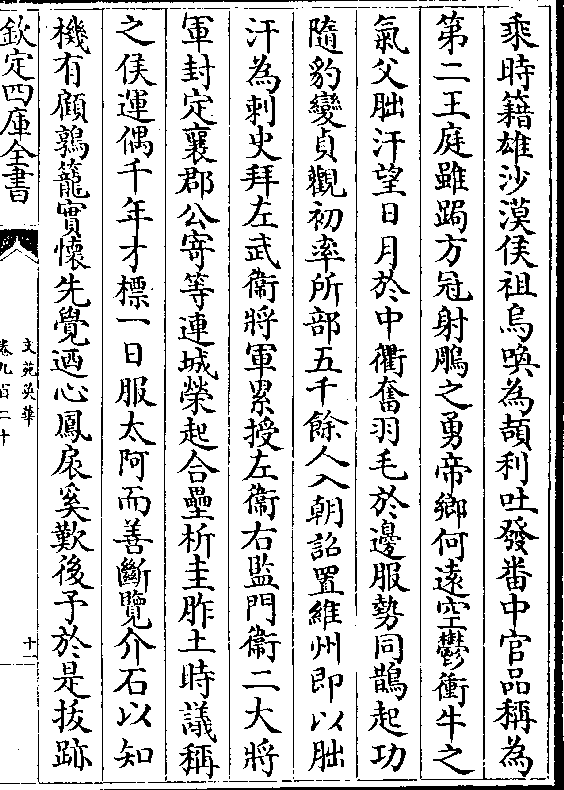 乘時籍雄沙漠侯祖烏喚為頡利吐發畨中官品稱為
第二王庭雖跼方冠射鵰之勇帝鄉何遠空鬱衝牛之
氣父朏汗望日月於中衢奮羽毛於邊服勢同鵲起功
隨豹變貞觀初率所部五千餘人入朝詔置維州即以朏
汗為刺史拜左武衞將軍累授左衞右監門衞二大將
軍封定襄郡公寄等連城榮起合壘析圭胙土時議稱
之侯運偶千年才標一日服太阿而善斷覽介石以知
機有顧鶉籠實懷先覺迺心鳳扆奚歎後予於是拔跡
欽定四庫全書
文苑英華
卷九百二十
十一